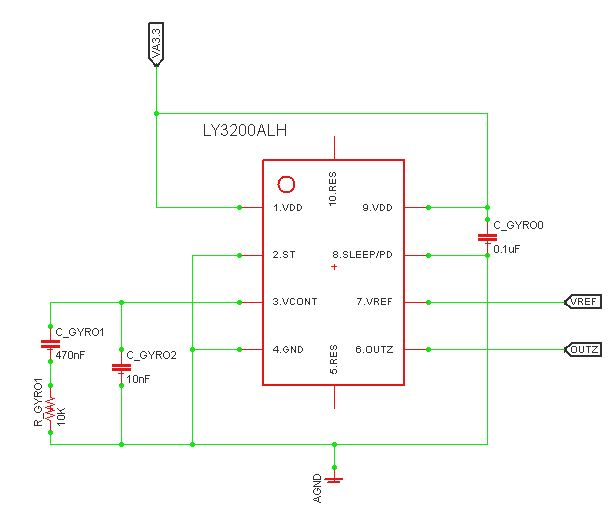 VA3.3
LY3200ALH
10.RES
1.VDD
9.VDD
C_GYRO0
0.1uF
2.ST
8.SLEEP/PD
3.VCONT
7.VREF
VREF
C_GYRO1
470nF
C_GYRO2
10nF
4.GND
6.OUTZ
OUTZ
5.RES
R_GYRO1
10K
AGND